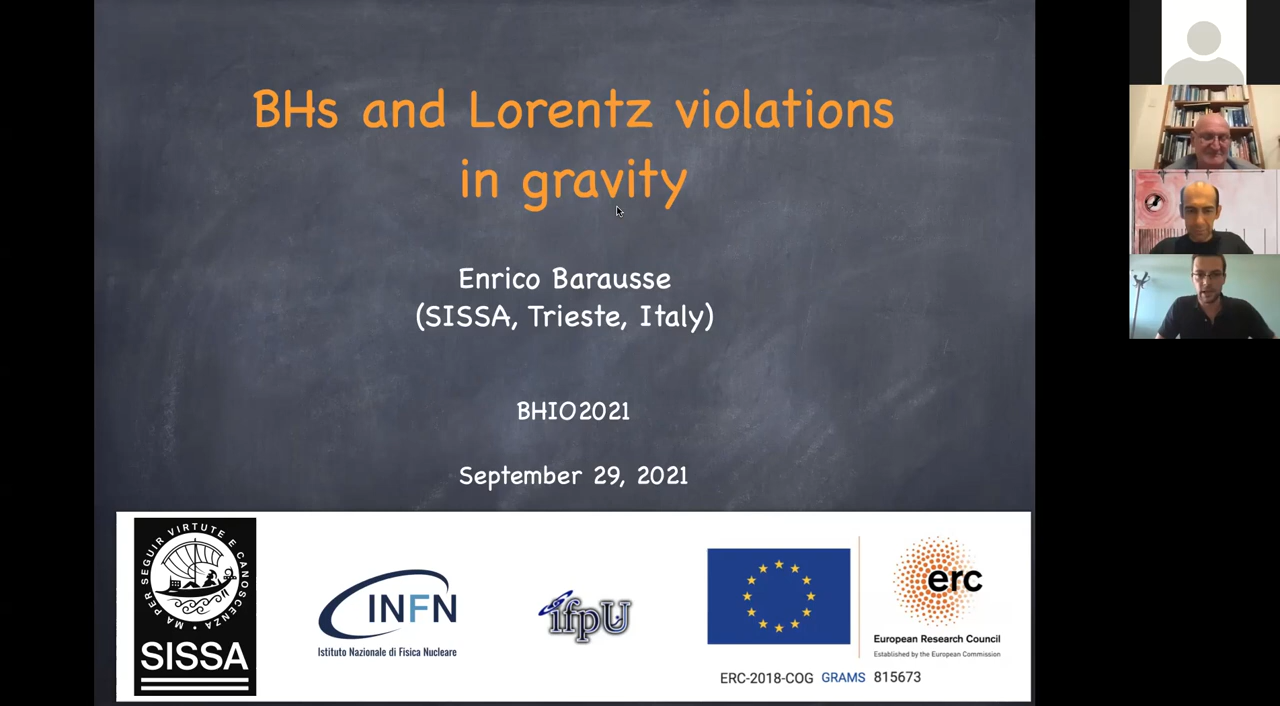 BHs and Lorentz violations
in gravity
Enrico Barausse
(SISSA, Trieste, Italy)
BHIO2021
September 29, 2021
MA PER SEGUIR VIRTUTE E CANOSCENZA
SISSA
INFN
Istituto Nazionale di Fisica Nucleare
ifpU
erc
European Research Council
Established by the European Commission
ERC-2018-COG GRAMS 815673